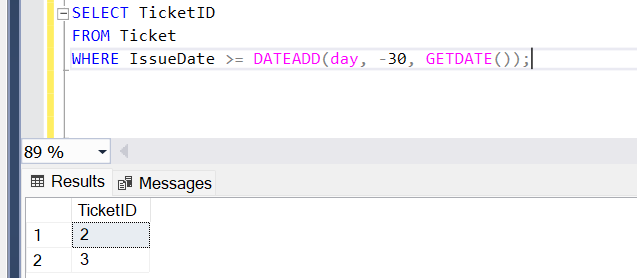 SELECT TicketID
FROM Ticket
WHERE IssueDate >= DATEADD(day, -30, GETDATE());
89 %
Results Messages
TicketID
1 2
2 3